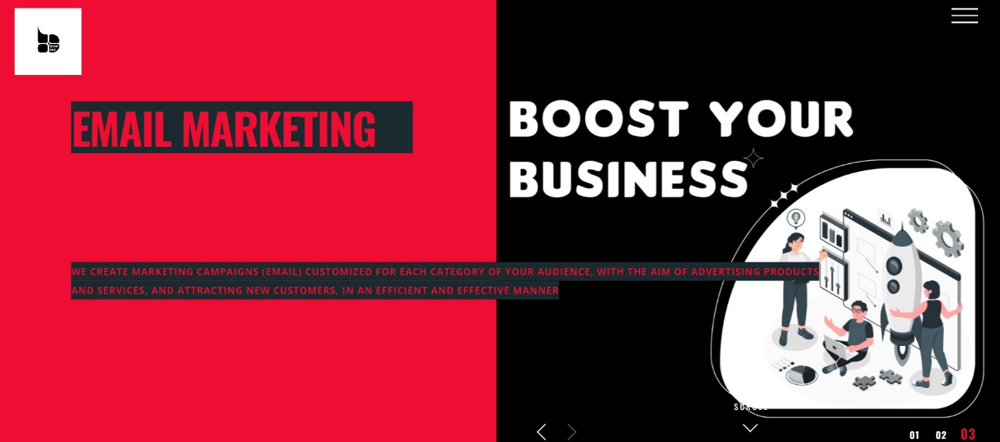 EMAIL MARKETING
BOOST YOUR
BUSINESS
WE CREATE MARKETING CAMPAIGNS (EMAIL) CUSTOMIZED FOR EACH CATEGORY OF YOUR AUDIENCE, WITH THE AIM OF ADVERTISING PRODUCTS
AND SERVICES, AND ATTRACTING NEW CUSTOMERS, IN AN EFFICIENT AND EFFECTIVE MANNER
SCROLL
01 02 03